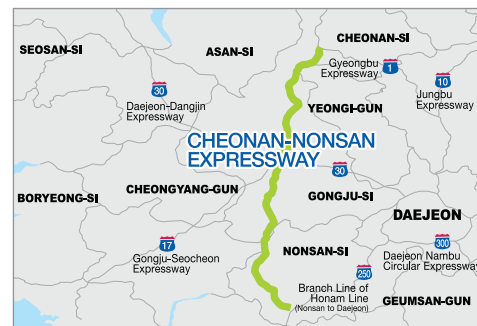 CHEONAN-SI
SEOSAN-SI
ASAN-SI
Gyeongbu
Expressway
1
10
Jungbu
Expressway
30
Daejeon-Dangjin
Expressway
YEONGI-GUN
CHEONAN-NONSAN
EXPRESSWAY
30
CHEONGYANG-GUN
BORYEONG-SI
GONGJU-SI
DAEJEON
17
Gongju-Seocheon
Expressway
NONSAN-SI
300
Daejeon Nambu
Circular Expressway
250
Branch Line of
Honam Line
(Nonsan to Daejeon)
GEUMSAN-GUN